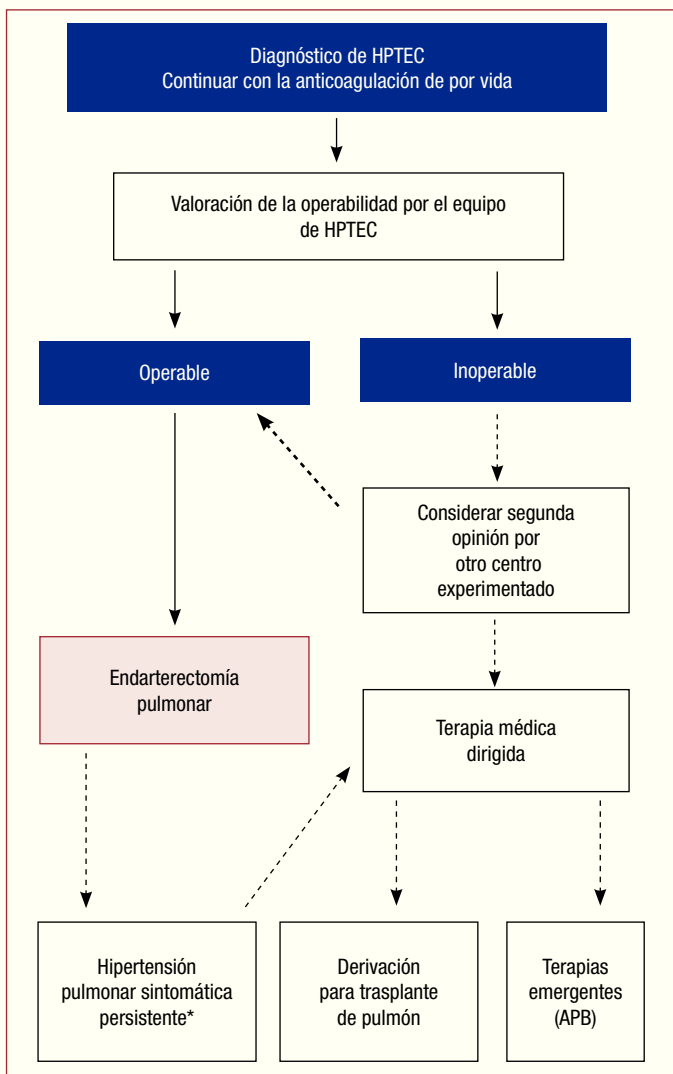 Diagnóstico de HPTEC
Continuar con la anticoagulación de por vida
Valoración de la operabilidad por el equipo
de HPTEC
Operable
Inoperable
Considerar segunda
opinión por
otro centro
experimentado
Endarterectomía
pulmonar
Terapia médica
dirigida
Hipertensión
pulmonar sintomática
persistente*
Derivación
para trasplante
de pulmón
Terapias
emergentes
(APB)